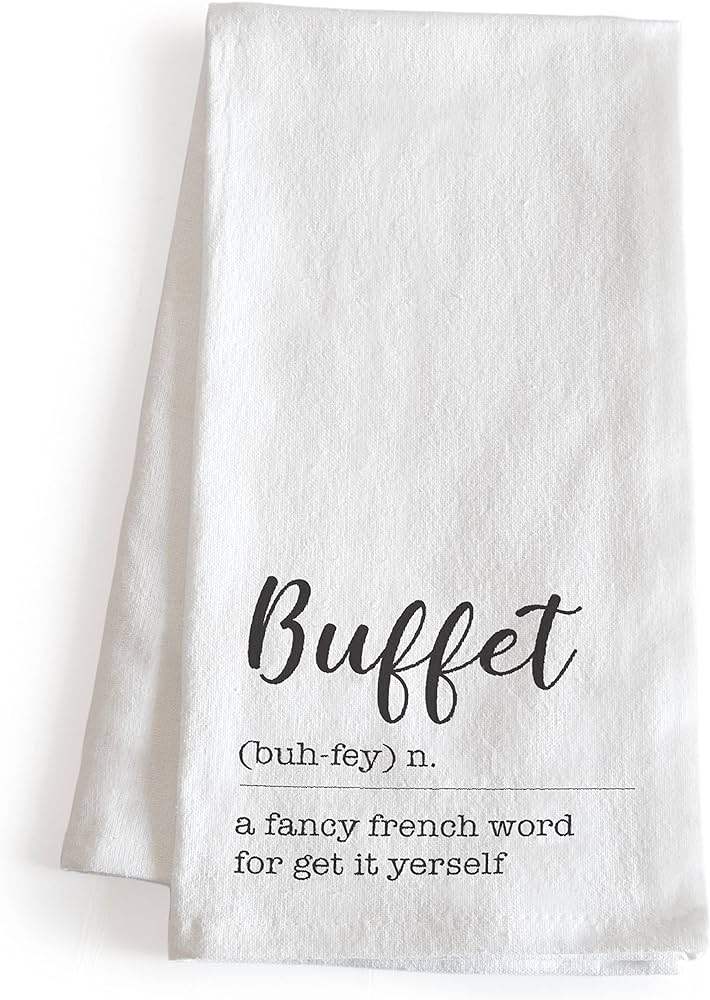 Buffet
(buh-fey) n.
a fancy french word
for get it yerself